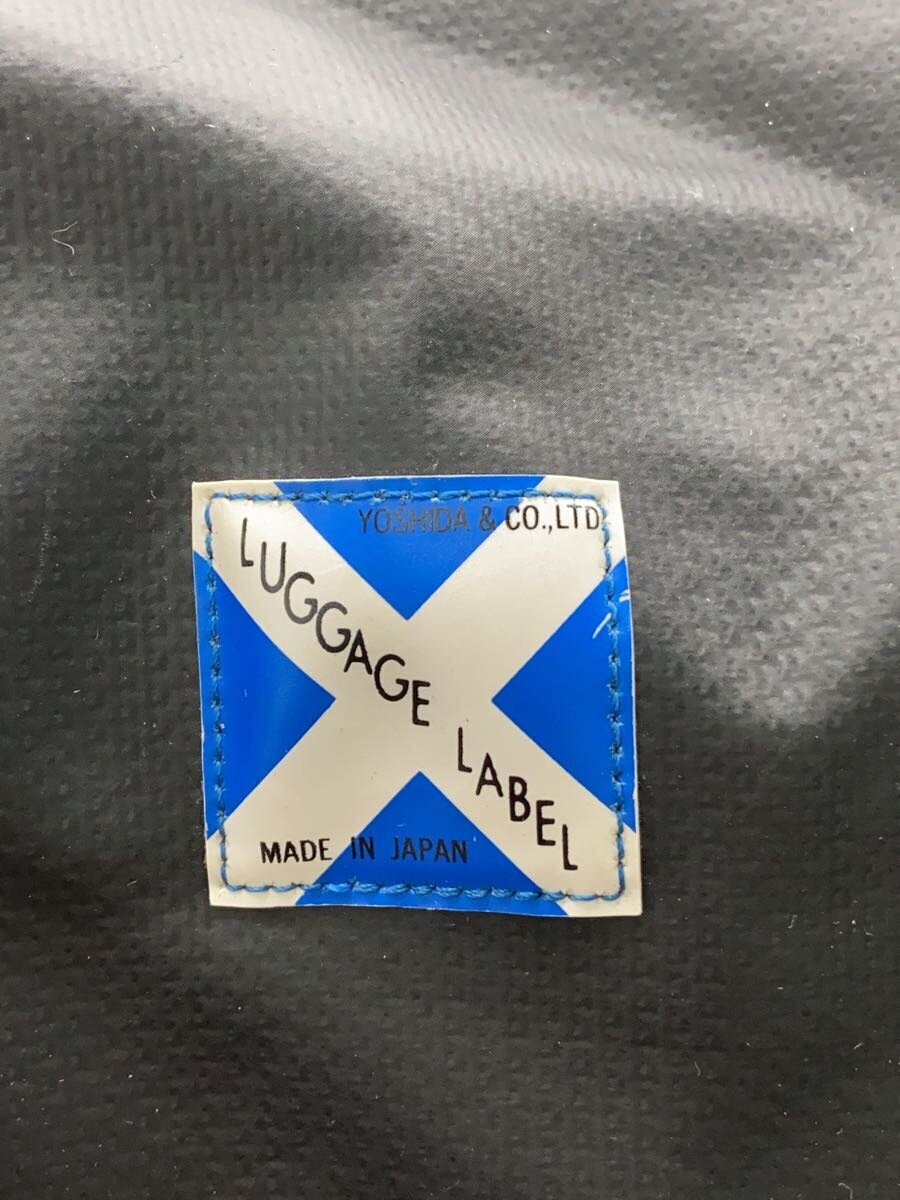 YOSHIDA & CO.,LTD.
LUGGAGE LABEL
MADE IN JAPAN